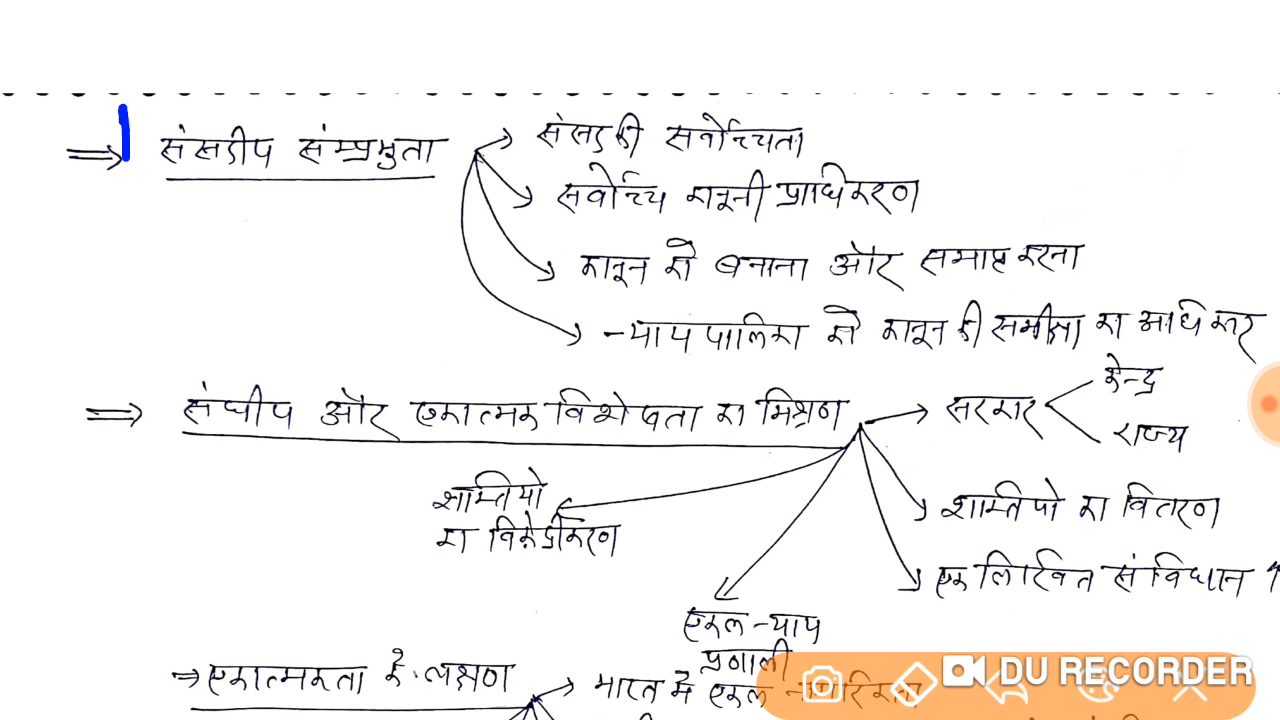 संसदीय संम्प्रभुता
संसद की सर्वोच्चता
सर्वोच्च कानूनी प्राधिकरण
कानून को बनाना और समाप्त करना
न्यायपालिका को कानून की समीक्षा का अधिकार
संघीय और एकात्मक विशेषता का मिश्रण
सरकार
केन्द्र
राज्य
शक्तियो का वितरण
एक लिखित संविधान
शक्तियो
का विकेंद्रीकरण
एकल न्याय
प्रणाली
एकात्मकता के लक्षण
भारत में एकल
DU RECORDER